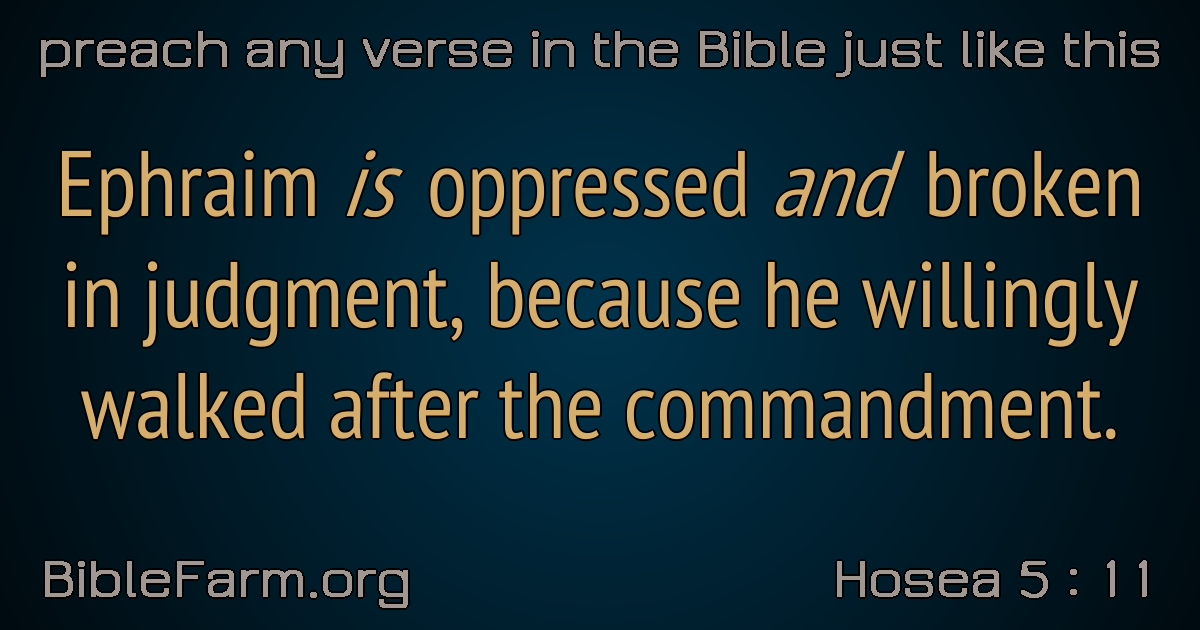 preach any verse in the Bible just like this
Ephraim is oppressed and broken
in judgment, because he willingly
walked after the commandment.
BibleFarm.org
Hosea 5 : 11